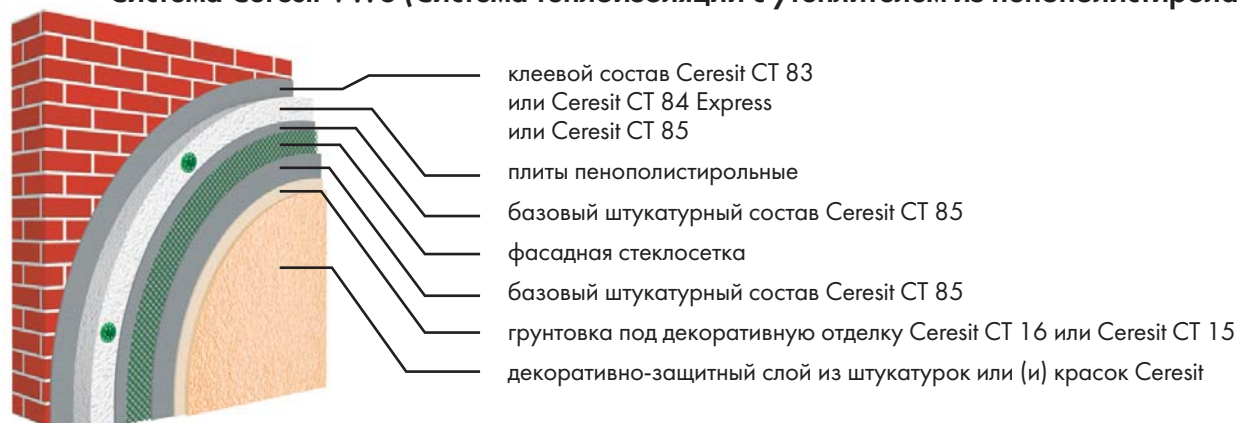 клеевой состав Ceresit CT 83
или Ceresit CT 84 Express
или Ceresit CT 85
плиты пенополистирольные
базовый штукатурный состав Ceresit CT 85
фасадная стеклосетка
базовый штукатурный состав Ceresit CT 85
грунтовка под декоративную отделку Ceresit CT 16 или Ceresit CT 15
декоративно-защитный слой из штукатурок или (и) красок Ceresit